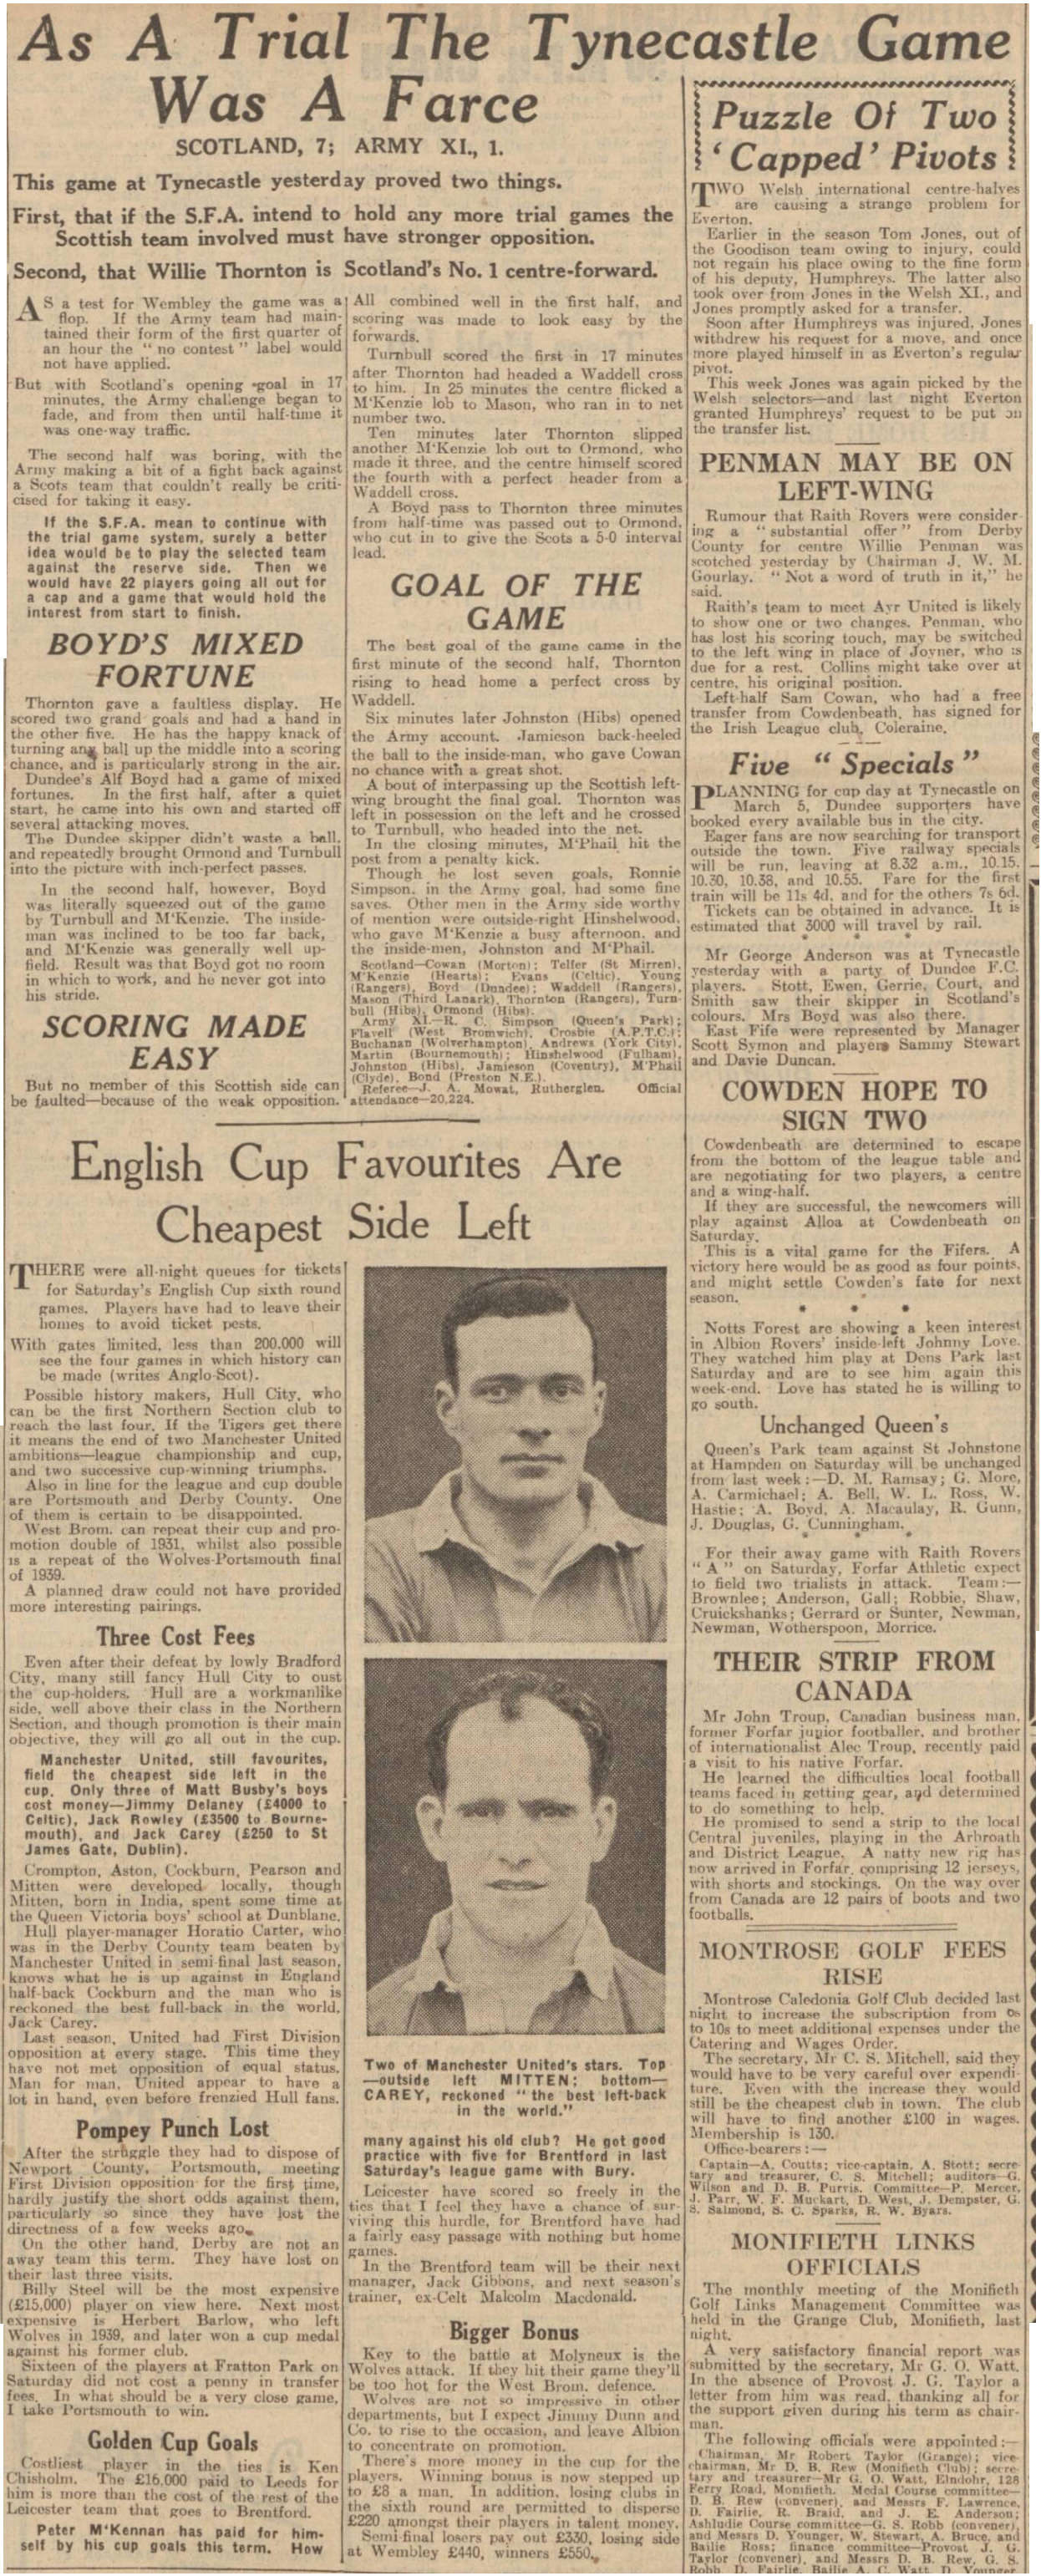 As A Trial The Tynecastle Game
Was A Farce
SCOTLAND, 7; ARMY XI., 1.
This game at Tynecastle yesterday proved two things.
First, that if the S.F.A. intend to hold any more trial games the
Scottish team involved must have stronger opposition.
Second, that Willie Thornton is Scotland's No. 1 centre-forward.
AS a test for Wembley the game was a
flop. If the Army team had main-
tained their form of the first quarter of
an hour the "no contest" label would
not have applied.
But with Scotland's opening goal in 17
minutes, the Army challenge began to
fade, and from then until half-time it
was one-way traffic.
The second half was boring, with the
Army making a bit of a fight back against
a Scots team that couldn't really be criti-
cised for taking it easy.
If the S.F.A. mean to continue with
the trial game system, surely a better
idea would be to play the selected team
against the reserve side. Then we
would have 22 players going all out for
a cap and a game that would hold the
interest from start to finish.
BOYD'S MIXED
FORTUNE
Thornton gave a faultless display. He
scored two grand goals and had a hand in
the other five. He has the happy knack of
turning any ball up the middle into a scoring
chance, and is particularly strong in the air.
Dundee's Alf Boyd had a game of mixed
fortunes. In the first half, after a quiet
start, he came into his own and started off
several attacking moves.
The Dundee skipper didn't waste a ball,
and repeatedly brought Ormond and Turnbull
into the picture with inch-perfect passes.
In the second half, however, Boyd
was literally squeezed out of the game
by Turnbull and M'Kenzie. The inside-
man was inclined to be too far back,
and M'Kenzie was generally well up-
field. Result was that Boyd got no room
in which to work, and he never got into
his stride.
SCORING MADE
EASY
But no member of this Scottish side can
be faulted—because of the weak opposition.
All combined well in the first half, and
scoring was made to look easy by the
forwards.
Turnbull scored the first in 17 minutes
after Thornton had headed a Waddell cross
to him. In 25 minutes the centre flicked a
M'Kenzie lob to Mason, who ran in to net
number two.
Ten minutes later Thornton slipped
another M'Kenzie lob out to Ormond, who
made it three, and the centre himself scored
the fourth with a perfect header from a
Waddell cross.
A Boyd pass to Thornton three minutes
from half-time was passed out to Ormond,
who cut in to give the Scots a 5-0 interval
lead.
GOAL OF THE
GAME
The best goal of the game came in the
first minute of the second half, Thornton
rising to head home a perfect cross by
Waddell.
Six minutes later Johnston (Hibs) opened
the Army account. Jamieson back-heeled
the ball to the inside-man, who gave Cowan
no chance with a great shot.
A bout of interpassing up the Scottish left-
wing brought the final goal. Thornton was
left in possession on the left and he crossed
to Turnbull, who headed into the net.
In the closing minutes, M'Phail hit the
post from a penalty kick.
Though he lost seven goals, Ronnie
Simpson, in the Army goal, had some fine
saves. Other men in the Army side worthy
of mention were outside-right Hinshelwood,
who gave M'Kenzie a busy afternoon, and
the inside-men, Johnston and M'Phail.
Scotland—Cowan (Morton); Telfer (St Mirren),
M'Kenzie (Hearts); Evans (Celtic), Young
(Rangers), Boyd (Dundee); Waddell (Rangers),
Mason (Third Lanark), Thornton (Rangers), Turn-
bull (Hibs), Ormond (Hibs).
Army XI.—R. C. Simpson (Queen's Park);
Flavell (West Bromwich), Crosbie (A.P.T.C.);
Buchanan (Wolverhampton), Andrews (York City),
Martin (Bournemouth); Hinshelwood (Fulham),
Johnston (Hibs), Jamieson (Coventry), M'Phail
(Clyde), Bond (Preston N.E.).
Referee—J. A. Mowat, Rutherglen. Official
attendance—20,224.
Puzzle Of Two
'Capped' Pivots
TWO Welsh international centre-halves
are causing a strange problem for
Everton.
Earlier in the season Tom Jones, out of
the Goodison team owing to injury, could
not regain his place owing to the fine form
of his deputy, Humphreys. The latter also
took over from Jones in the Welsh XI., and
Jones promptly asked for a transfer.
Soon after Humphreys was injured, Jones
withdrew his request for a move, and once
more played himself in as Everton's regular
pivot.
This week Jones was again picked by the
Welsh selectors—and last night Everton
granted Humphreys' request to be put on
the transfer list.
PENMAN MAY BE ON
LEFT-WING
Rumour that Raith Rovers were consider-
ing a "substantial offer" from Derby
County for centre Willie Penman was
scotched yesterday by Chairman J. W. M.
Gourlay. "Not a word of truth in it," he
said.
Raith's team to meet Ayr United is likely
to show one or two changes. Penman, who
has lost his scoring touch, may be switched
to the left wing in place of Joyner, who is
due for a rest. Collins might take over at
centre, his original position.
Left-half Sam Cowan, who had a free
transfer from Cowdenbeath, has signed for
the Irish League club, Coleraine.
Five "Specials"
PLANNING for cup day at Tynecastle on
March 5, Dundee supporters have
booked every available bus in the city.
Eager fans are now searching for transport
outside the town. Five railway specials
will be run, leaving at 8.32 a.m., 10.15,
10.30, 10.38, and 10.55. Fare for the first
train will be 11s 4d, and for the others 7s 6d.
Tickets can be obtained in advance. It is
estimated that 3000 will travel by rail.
* * *
Mr George Anderson was at Tynecastle
yesterday with a party of Dundee F.C.
players. Stott, Ewen, Gerrie, Court, and
Smith saw their skipper in Scotland's
colours. Mrs Boyd was also there.
East Fife were represented by Manager
Scott Symon and players Sammy Stewart
and Davie Duncan.
COWDEN HOPE TO
SIGN TWO
Cowdenbeath are determined to escape
from the bottom of the league table and
are negotiating for two players, a centre
and a wing-half.
If they are successful, the newcomers will
play against Alloa at Cowdenbeath on
Saturday.
This is a vital game for the Fifers. A
victory here would be as good as four points,
and might settle Cowden's fate for next
season.
* * *
Notts Forest are showing a keen interest
in Albion Rovers' inside-left Johnny Love.
They watched him play at Dens Park last
Saturday and are to see him again this
week-end. Love has stated he is willing to
go south.
Unchanged Queen's
Queen's Park team against St Johnstone
at Hampden on Saturday will be unchanged
from last week:—D. M. Ramsay; G. More,
A. Carmichael; A. Bell, W. L. Ross, W.
Hastie; A. Boyd, A. Macaulay, R. Gunn,
J. Douglas, G. Cunningham.
* * *
For their away game with Raith Rovers
"A" on Saturday, Forfar Athletic expect
to field two trialists in attack. Team:—
Brownlee; Anderson, Gall; Robbie, Shaw,
Cruickshanks; Gerrard or Sunter, Newman,
Newman, Wotherspoon, Morrice.
THEIR STRIP FROM
CANADA
Mr John Troup, Canadian business man,
former Forfar junior footballer, and brother
of internationalist Alec Troup, recently paid
a visit to his native Forfar.
He learned the difficulties local football
teams faced in getting gear, and determined
to do something to help.
He promised to send a strip to the local
Central juveniles, playing in the Arbroath
and District League. A natty new rig has
now arrived in Forfar, comprising 12 jerseys,
with shorts and stockings. On the way over
from Canada are 12 pairs of boots and two
footballs.
MONTROSE GOLF FEES
RISE
Montrose Caledonia Golf Club decided last
night to increase the subscription from 6s
to 10s to meet additional expenses under the
Catering and Wages Order.
The secretary, Mr C. S. Mitchell, said they
would have to be very careful over expendi-
ture. Even with the increase they would
still be the cheapest club in town. The club
will have to find another £100 in wages.
Membership is 130.
Office-bearers:—
Captain—A. Coutts; vice-captain, A. Stott; secre-
tary and treasurer, C. S. Mitchell; auditors—G.
Wilson and D. B. Purvis. Committee—P. Mercer,
J. Parr, W. F. Muckart, D. West, J. Dempster, G.
S. Salmond, S. C. Sparks, R. W. Byars.
MONIFIETH LINKS
OFFICIALS
The monthly meeting of the Monifieth
Golf Links Management Committee was
held in the Grange Club, Monifieth, last
night.
A very satisfactory financial report was
submitted by the secretary, Mr G. O. Watt.
In the absence of Provost J. G. Taylor a
letter from him was read, thanking all for
the support given during his term as chair-
man.
The following officials were appointed:—
Chairman, Mr Robert Taylor (Grange); vice-
chairman, Mr D. B. Rew (Monifieth Club); secre-
tary and treasurer—Mr G. O. Watt, Elndohr, 128
Ferry Road, Monifieth. Medal Course committee—
D. B. Rew (convener), and Messrs F. Lawrence,
D. Fairlie, R. Braid, and J. E. Anderson;
Ashludie Course committee—G. S. Robb (convener),
and Messrs D. Younger, W. Stewart, A. Bruce, and
Bailie Ross; finance committee—Provost J. G.
Taylor (convener), and Messrs D. B. Rew, G. S.
Robb, D. Fairlie, Bailie A. C. Watt, D. Younger
English Cup Favourites Are
Cheapest Side Left
THERE were all-night queues for tickets
for Saturday's English Cup sixth round
games. Players have had to leave their
homes to avoid ticket pests.
With gates limited, less than 200,000 will
see the four games in which history can
be made (writes Anglo-Scot).
Possible history makers, Hull City, who
can be the first Northern Section club to
reach the last four. If the Tigers get there
it means the end of two Manchester United
ambitions—league championship and cup,
and two successive cup-winning triumphs.
Also in line for the league and cup double
are Portsmouth and Derby County. One
of them is certain to be disappointed.
West Brom. can repeat their cup and pro-
motion double of 1931, whilst also possible
is a repeat of the Wolves-Portsmouth final
of 1939.
A planned draw could not have provided
more interesting pairings.
Three Cost Fees
Even after their defeat by lowly Bradford
City, many still fancy Hull City to oust
the cup-holders. Hull are a workmanlike
side, well above their class in the Northern
Section, and though promotion is their main
objective, they will go all out in the cup.
Manchester United, still favourites,
field the cheapest side left in the
cup. Only three of Matt Busby's boys
cost money—Jimmy Delaney (£4000 to
Celtic), Jack Rowley (£3500 to Bourne-
mouth), and Jack Carey (£250 to St
James Gate, Dublin).
Crompton, Aston, Cockburn, Pearson and
Mitten were developed locally, though
Mitten, born in India, spent some time at
the Queen Victoria boys' school at Dunblane.
Hull player-manager Horatio Carter, who
was in the Derby County team beaten by
Manchester United in semi-final last season,
knows what he is up against in England
half-back Cockburn and the man who is
reckoned the best full-back in the world,
Jack Carey.
Last season, United had First Division
opposition at every stage. This time they
have not met opposition of equal status.
Man for man, United appear to have a
lot in hand, even before frenzied Hull fans.
Pompey Punch Lost
After the struggle they had to dispose of
Newport County, Portsmouth, meeting
First Division opposition for the first time,
hardly justify the short odds against them,
particularly so since they have lost the
directness of a few weeks ago.
On the other hand, Derby are not an
away team this term. They have lost on
their last three visits.
Billy Steel will be the most expensive
(£15,000) player on view here. Next most
expensive is Herbert Barlow, who left
Wolves in 1939, and later won a cup medal
against his former club.
Sixteen of the players at Fratton Park on
Saturday did not cost a penny in transfer
fees. In what should be a very close game,
I take Portsmouth to win.
Golden Cup Goals
Costliest player in the ties is Ken
Chisholm. The £16,000 paid to Leeds for
him is more than the cost of the rest of the
Leicester team that goes to Brentford.
Peter M'Kennan has paid for him-
self by his cup goals this term. How
Two of Manchester United's stars. Top
—outside left MITTEN; bottom—
CAREY, reckoned "the best left-back
in the world."
many against his old club? He got good
practice with five for Brentford in last
Saturday's league game with Bury.
Leicester have scored so freely in the
ties that I feel they have a chance of sur-
viving this hurdle, for Brentford have had
a fairly easy passage with nothing but home
games.
In the Brentford team will be their next
manager, Jack Gibbons, and next season's
trainer, ex-Celt Malcolm Macdonald.
Bigger Bonus
Key to the battle at Molyneux is the
Wolves attack. If they hit their game they'll
be too hot for the West Brom. defence.
Wolves are not so impressive in other
departments, but I expect Jimmy Dunn and
Co. to rise to the occasion, and leave Albion
to concentrate on promotion.
There's more money in the cup for the
players. Winning bonus is now stepped up
to £8 a man. In addition, losing clubs in
the sixth round are permitted to disperse
£220 amongst their players in talent money.
Semi-final losers pay out £330, losing side
at Wembley £440, winners £550.